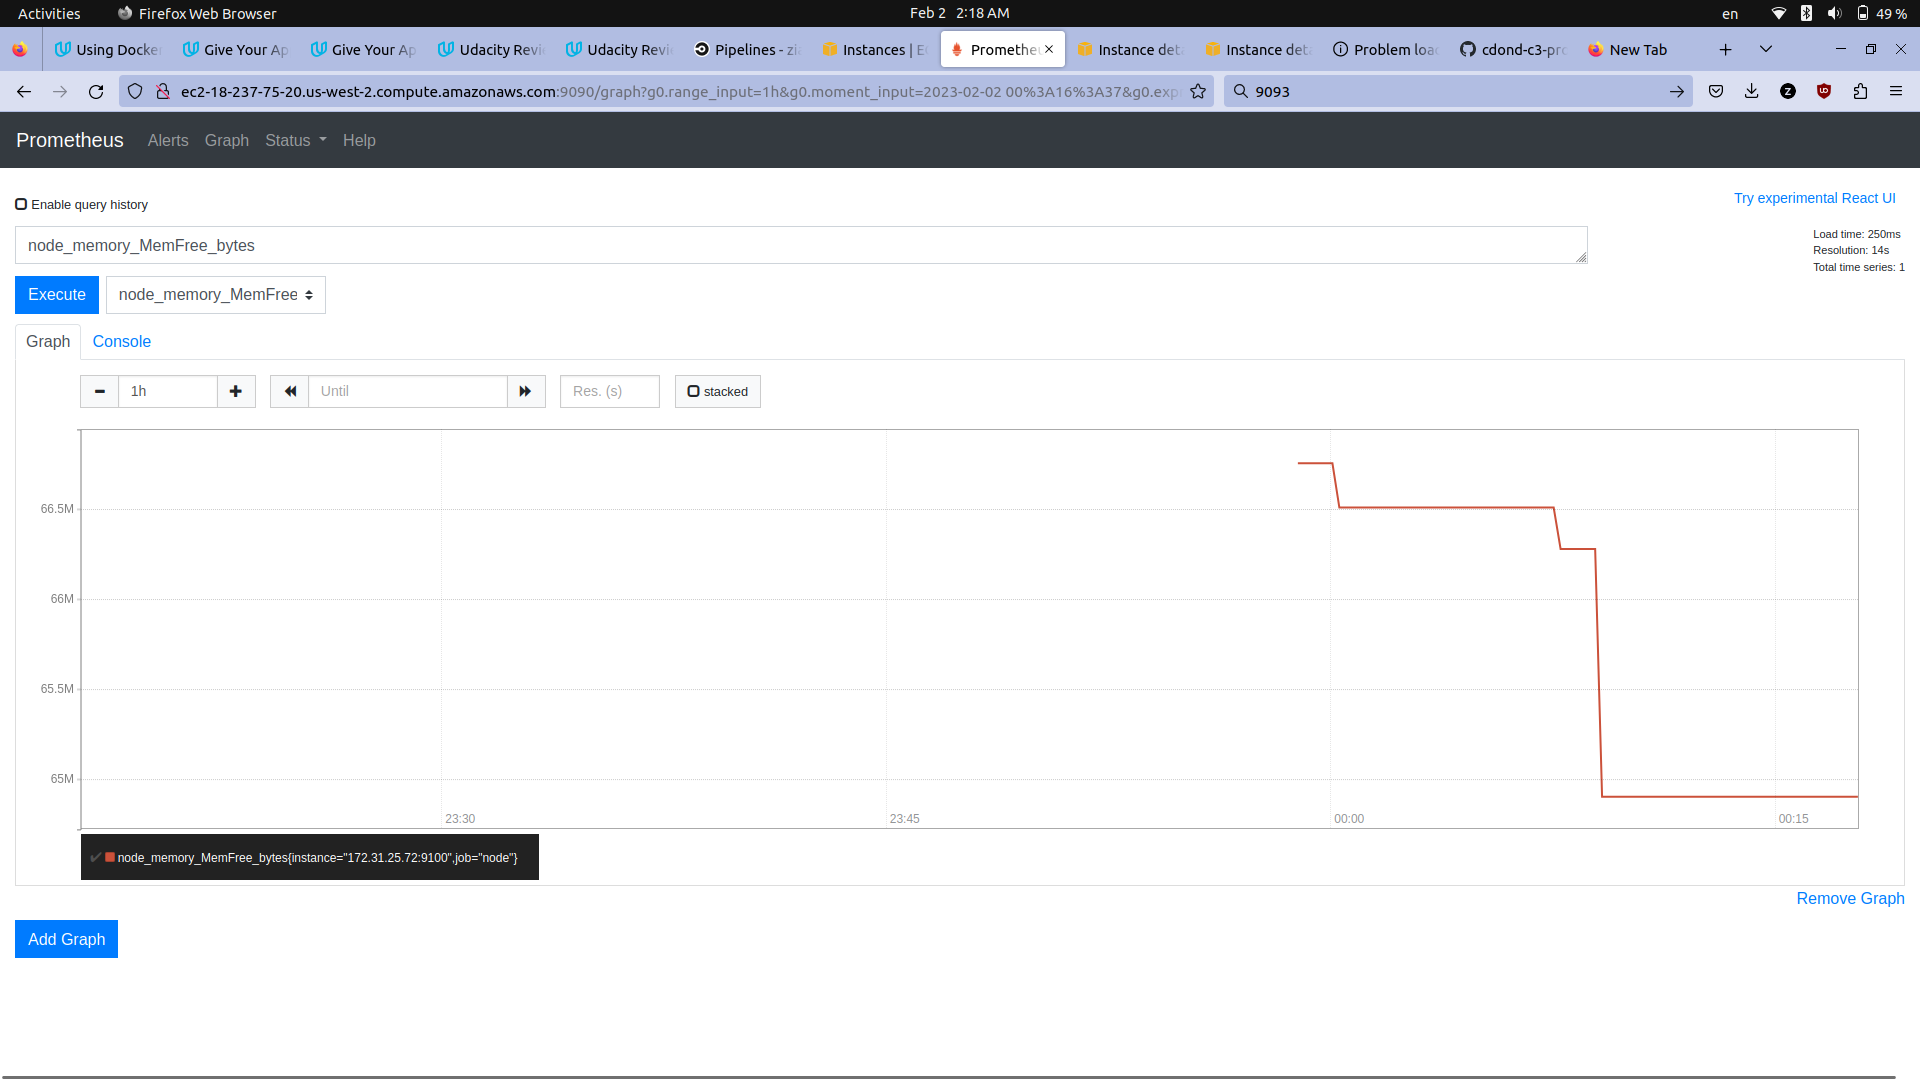 Activities Firefox Web Browser Feb 2 2:18 AM en 49 %
Using Docker Give Your Ap Give Your Ap Udacity Revi Udacity Revi Pipelines - zi Instances | E Prometheu Instance det Instance det Problem loa cdond-c3-pr New Tab
ec2-18-237-75-20.us-west-2.compute.amazonaws.com:9090/graph?g0.range_input=1h&g0.moment_input=2023-02-02 00%3A16%3A37&g0.exp 9093
Prometheus Alerts Graph Status Help
Enable query history Try experimental React UI
node_memory_MemFree_bytes
Load time: 250ms
Resolution: 14s
Total time series: 1
Execute node_memory_MemFree
Graph Console
1h Until Res. (s) stacked
66.5M
66M
65.5M
65M
23:30 23:45 00:00 00:15
node_memory_MemFree_bytes{instance="172.31.25.72:9100",job="node"}
Remove Graph
Add Graph